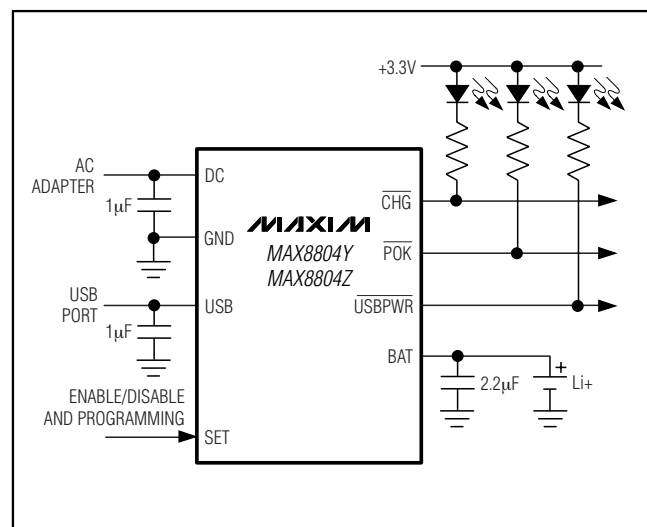 +3.3V
AC
ADAPTER
1μF
DC
GND
MAXIM
MAX8804Y
MAX8804Z
CHG
POK
USBPWR
USB
PORT
1μF
USB
BAT
2.2μF
+
Li+
ENABLE/DISABLE
AND PROGRAMMING
SET